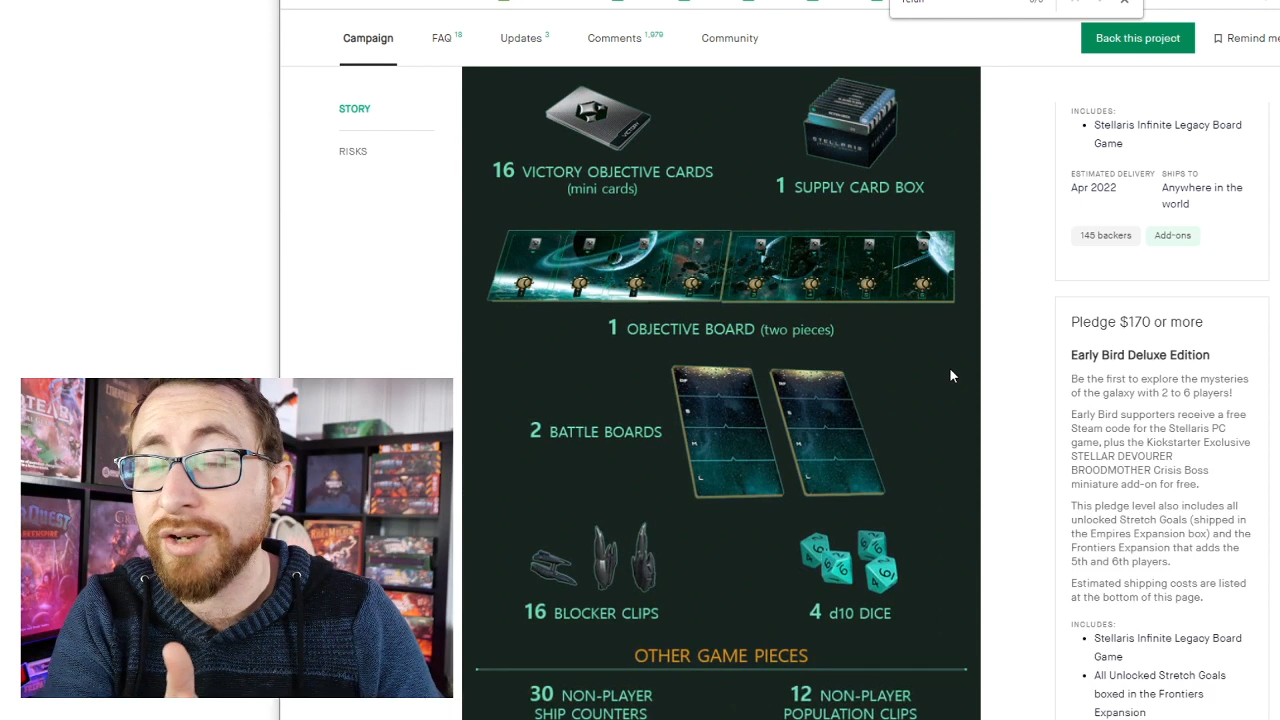 Campaign
FAQ 18
Updates 3
Comments 1,979
Community
Back this project
Remind me
STORY
RISKS
VICTORY
STELLARIS
16 VICTORY OBJECTIVE CARDS
(mini cards)
1 SUPPLY CARD BOX
1 OBJECTIVE BOARD (two pieces)
2 BATTLE BOARDS
16 BLOCKER CLIPS
4 d10 DICE
OTHER GAME PIECES
30 NON-PLAYER
SHIP COUNTERS
12 NON-PLAYER
POPULATION CLIPS
INCLUDES:
• Stellaris Infinite Legacy Board
Game
ESTIMATED DELIVERY
Apr 2022
SHIPS TO
Anywhere in the
world
145 backers
Add-ons
Pledge $170 or more
Early Bird Deluxe Edition
Be the first to explore the mysteries
of the galaxy with 2 to 6 players!
Early Bird supporters receive a free
Steam code for the Stellaris PC
game, plus the Kickstarter Exclusive
STELLAR DEVOURER
BROODMOTHER Crisis Boss
miniature add-on for free.
This pledge level also includes all
unlocked Stretch Goals (shipped in
the Empires Expansion box) and the
Frontiers Expansion that adds the
5th and 6th players.
Estimated shipping costs are listed
at the bottom of this page.
INCLUDES:
• Stellaris Infinite Legacy Board
Game
• All Unlocked Stretch Goals
boxed in the Frontiers
Expansion